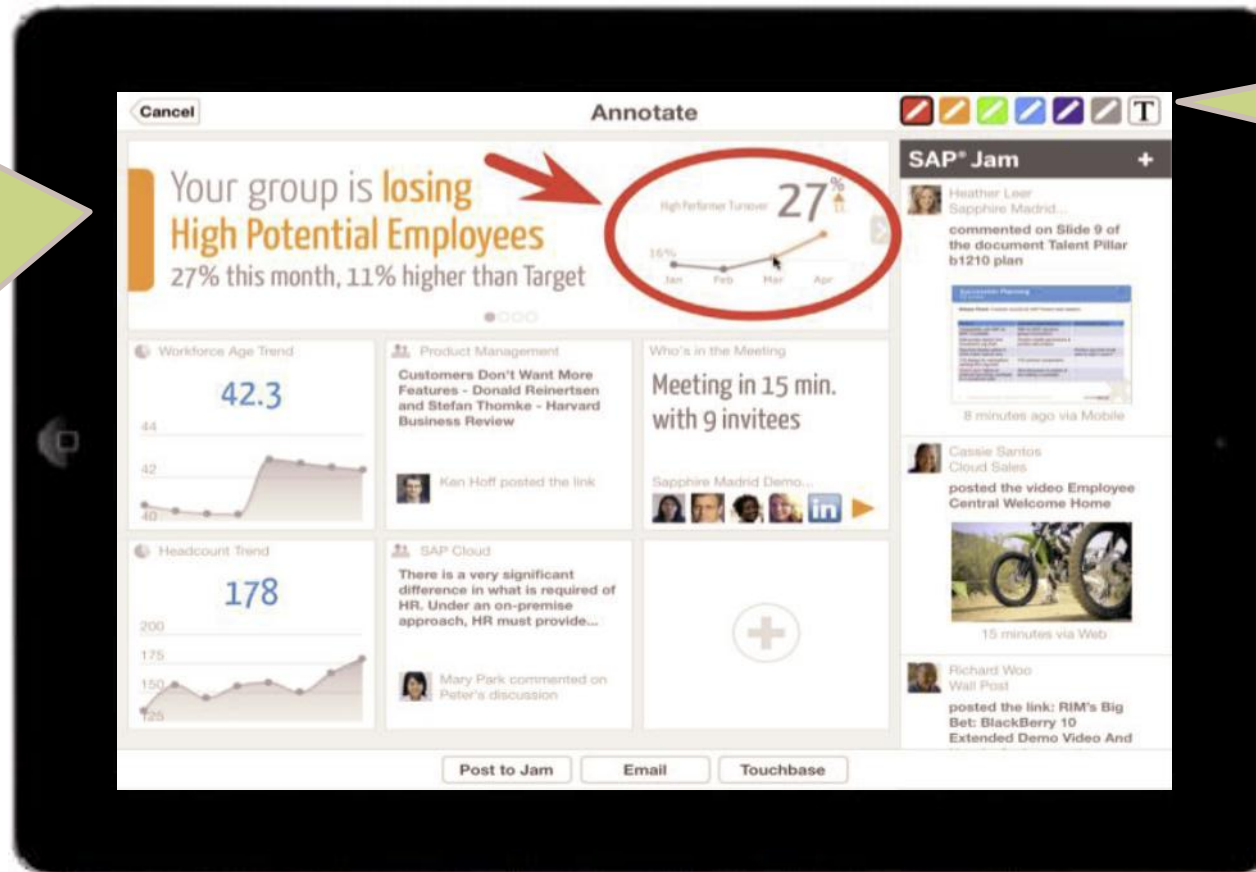 Cancel
Annotate
T
Your group is losing
High Potential Employees
27% this month, 11% higher than Target
High Performer Turnover
27%
16%
Jan Feb Mar Apr
Workforce Age Trend
42.3
44
42
40
Product Management
Customers Don't Want More
Features - Donald Reinertsen
and Stefan Thomke - Harvard
Business Review
Ken Hoff posted the link
Who's in the Meeting
Meeting in 15 min.
with 9 invitees
Sapphire Madrid Demo...
in
Headcount Trend
178
200
175
150
125
SAP Cloud
There is a very significant
difference in what is required of
HR. Under an on-premise
approach, HR must provide...
Mary Park commented on
Peter's discussion
SAP® Jam +
Heather Leer
Sapphire Madrid...
commented on Slide 9 of
the document Talent Pillar
b1210 plan
Succession Planning
8 minutes ago via Mobile
Cassie Santos
Cloud Sales
posted the video Employee
Central Welcome Home
15 minutes via Web
Richard Woo
Wall Post
posted the link: RIM's Big
Bet: BlackBerry 10
Extended Demo Video And
Post to Jam
Email
Touchbase